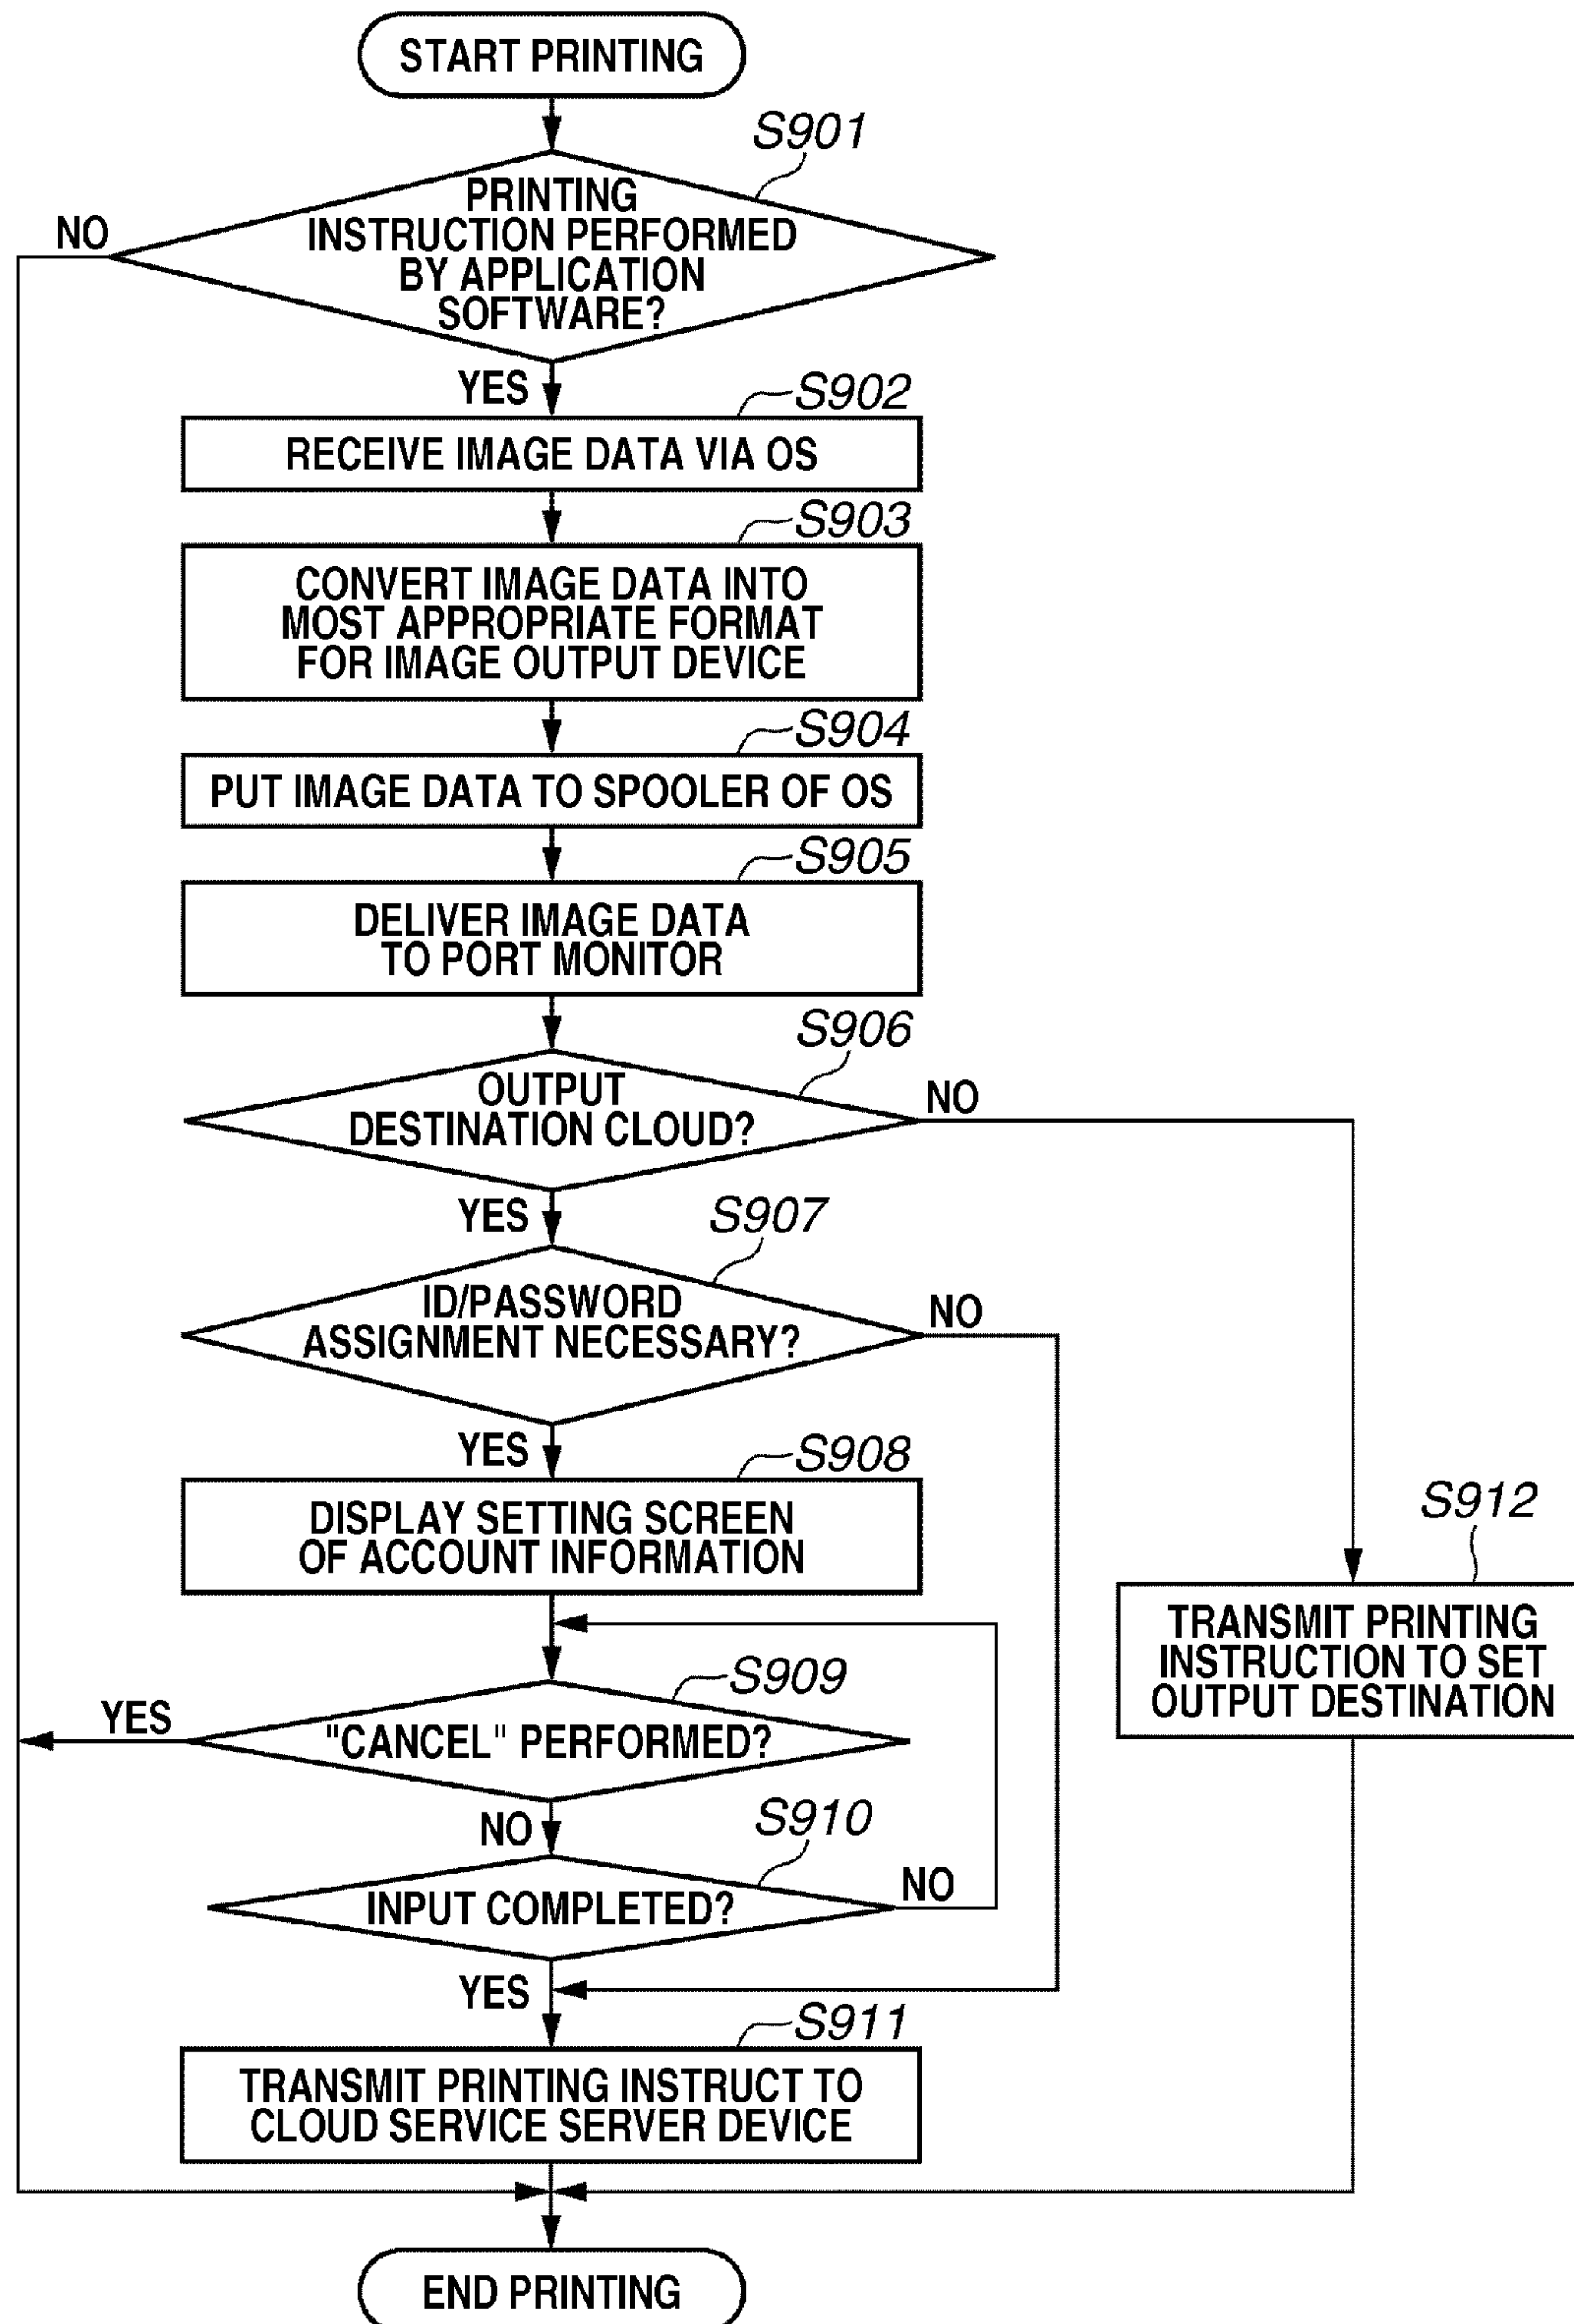 START PRINTING
S901
PRINTING
INSTRUCTION PERFORMED
BY APPLICATION
SOFTWARE?
NO
YES
S902
RECEIVE IMAGE DATA VIA OS
S903
CONVERT IMAGE DATA INTO
MOST APPROPRIATE FORMAT
FOR IMAGE OUTPUT DEVICE
S904
PUT IMAGE DATA TO SPOOLER OF OS
S905
DELIVER IMAGE DATA
TO PORT MONITOR
S906
OUTPUT
DESTINATION CLOUD?
NO
YES
S907
ID/PASSWORD
ASSIGNMENT NECESSARY?
NO
YES
S908
DISPLAY SETTING SCREEN
OF ACCOUNT INFORMATION
S912
TRANSMIT PRINTING
INSTRUCTION TO SET
OUTPUT DESTINATION
S909
"CANCEL" PERFORMED?
YES
NO
S910
INPUT COMPLETED?
NO
YES
S911
TRANSMIT PRINTING INSTRUCT TO
CLOUD SERVICE SERVER DEVICE
END PRINTING